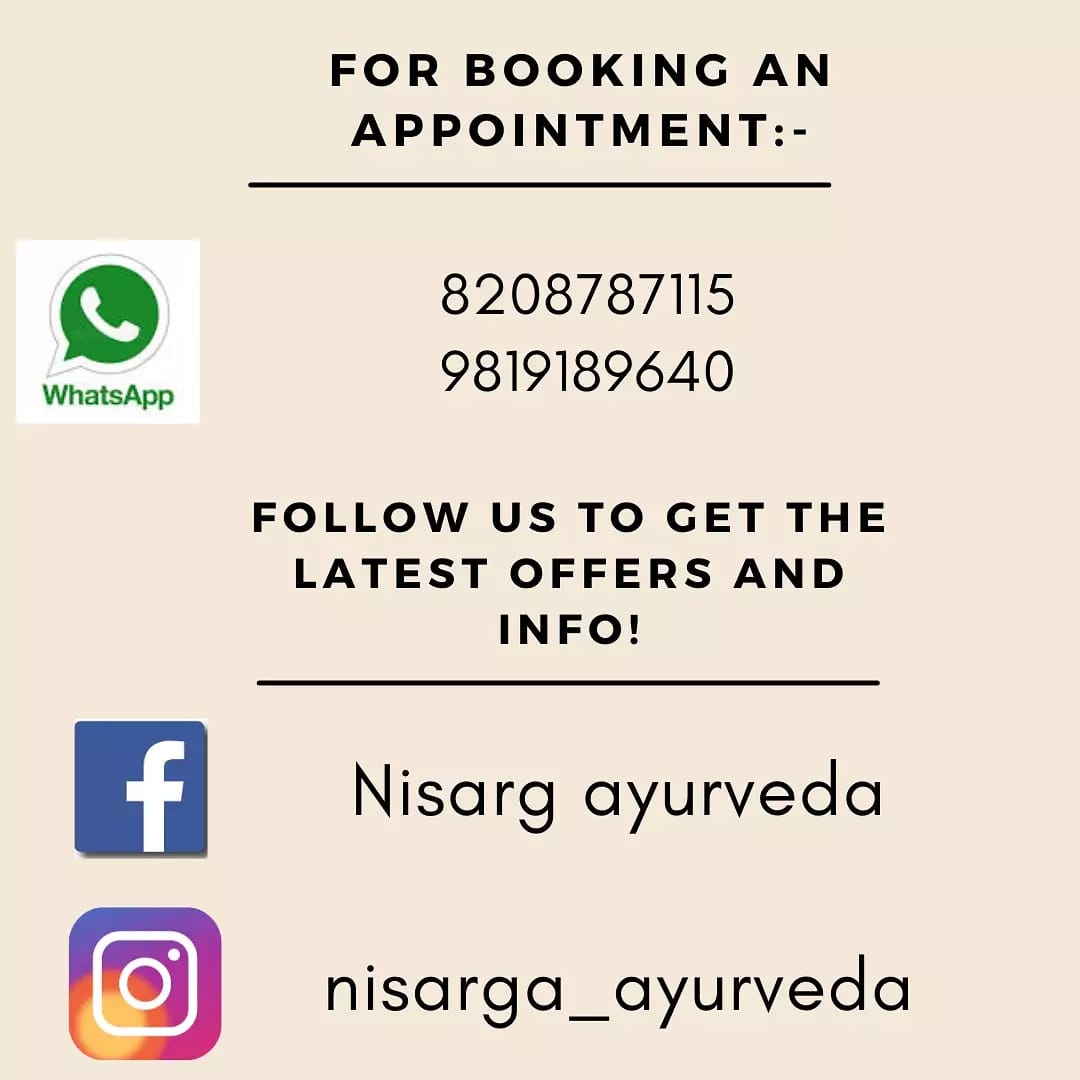 FOR BOOKING AN
APPOINTMENT:-
WhatsApp
8208787115
9819189640
FOLLOW US TO GET THE
LATEST OFFERS AND
INFO!
f
Nisarg ayurveda
nisarga_ayurveda